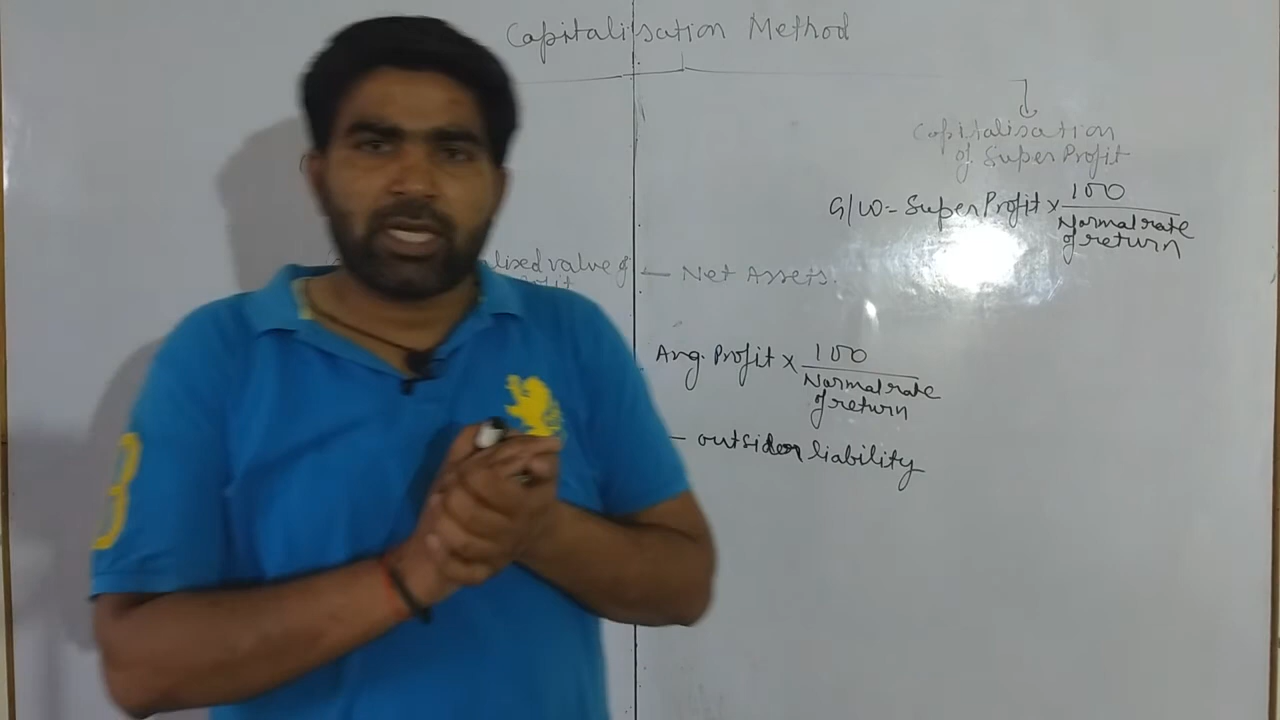 Capitalisation Method
Capitalisation
of Super Profit
G/W = Super Profit × 100
Normal rate
of return
value of — Net Assets.
Avg. Profit × 100
Normal rate
of return
— outsider liability